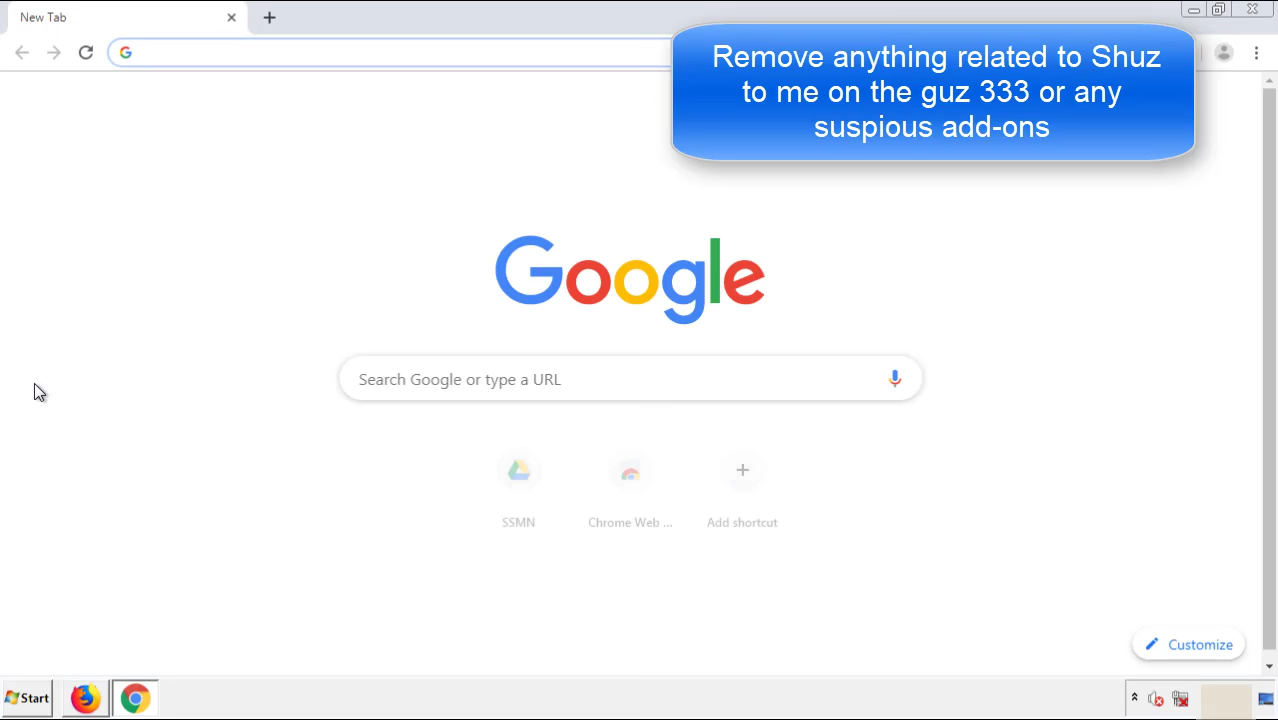 New Tab
Remove anything related to Shuz
to me on the guz 333 or any
suspious add-ons
Google
Search Google or type a URL
SSMN
Chrome Web ...
Add shortcut
Customize
Start